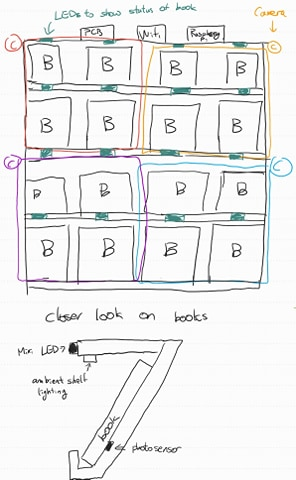 LEDs to show status of book
Camera
PCB
Wifi
Raspberry
C
C
B B B B
B B B B
C
C
B B B B
B B B B
closer look on books
Mini LED?
ambient shelf
lighting
book
photosensor